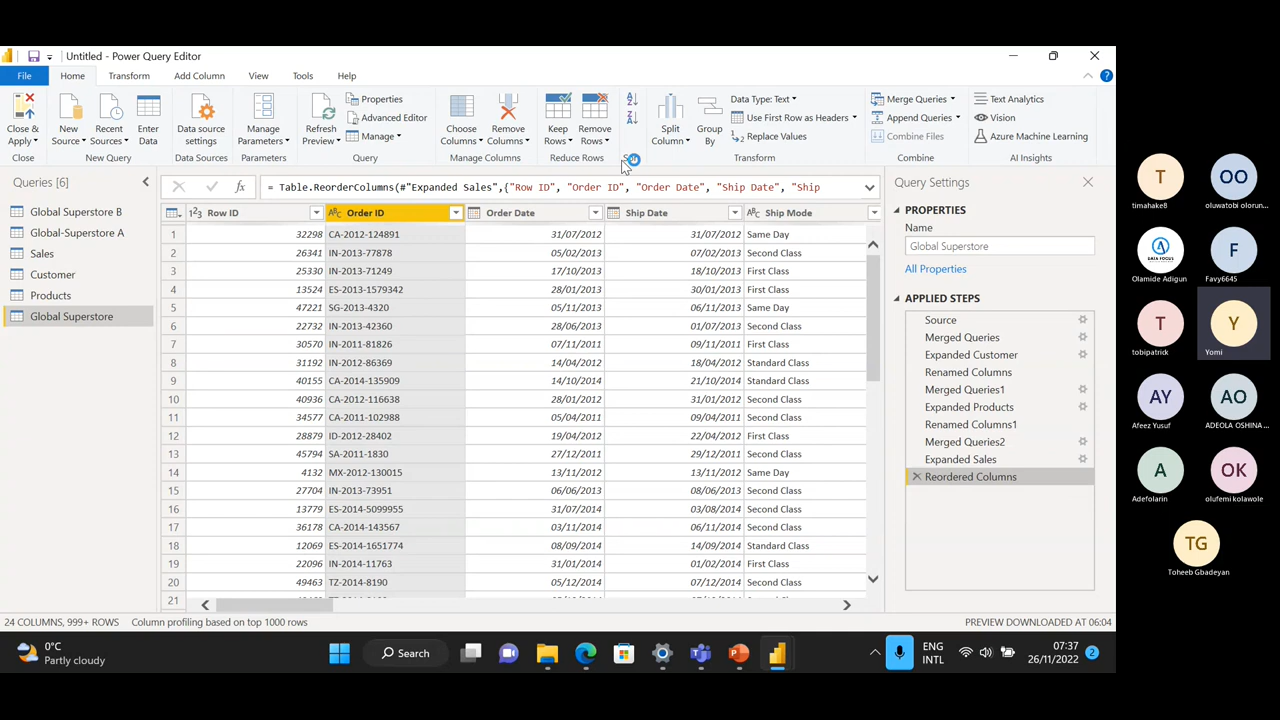 Untitled - Power Query Editor
File Home Transform Add Column View Tools Help
Close & Apply
New Source
Recent Sources
Enter Data
Data source settings
Manage Parameters
Refresh Preview
Properties
Advanced Editor
Manage
Choose Columns
Remove Columns
Keep Rows
Remove Rows
Split Column
Group By
Data Type: Text
Use First Row as Headers
Replace Values
Merge Queries
Append Queries
Combine Files
Text Analytics
Vision
Azure Machine Learning
Close New Query Data Sources Parameters Query Manage Columns Reduce Rows Transform Combine AI Insights
Queries [6]
Global Superstore B
Global-Superstore A
Sales
Customer
Products
Global Superstore
= Table.ReorderColumns(#"Expanded Sales",{"Row ID", "Order ID", "Order Date", "Ship Date", "Ship
Row ID Order ID Order Date Ship Date Ship Mode
1 32298 CA-2012-124891 31/07/2012 31/07/2012 Same Day
2 26341 IN-2013-77878 05/02/2013 07/02/2013 Second Class
3 25330 IN-2013-71249 17/10/2013 18/10/2013 First Class
4 13524 ES-2013-1579342 28/01/2013 30/01/2013 First Class
5 47221 SG-2013-4320 05/11/2013 06/11/2013 Same Day
6 22732 IN-2013-42360 28/06/2013 01/07/2013 Second Class
7 30570 IN-2011-81826 07/11/2011 09/11/2011 First Class
8 31192 IN-2012-86369 14/04/2012 18/04/2012 Standard Class
9 40155 CA-2014-135909 14/10/2014 21/10/2014 Standard Class
10 40936 CA-2012-116638 28/01/2012 31/01/2012 Second Class
11 34577 CA-2011-102988 05/04/2011 09/04/2011 Second Class
12 28879 ID-2012-28402 19/04/2012 22/04/2012 First Class
13 45794 SA-2011-1830 27/12/2011 29/12/2011 Second Class
14 4132 MX-2012-130015 13/11/2012 13/11/2012 Same Day
15 27704 IN-2013-73951 06/06/2013 08/06/2013 Second Class
16 13779 ES-2014-5099955 31/07/2014 03/08/2014 Second Class
17 36178 CA-2014-143567 03/11/2014 06/11/2014 Second Class
18 12069 ES-2014-1651774 08/09/2014 14/09/2014 Standard Class
19 22096 IN-2014-11763 31/01/2014 01/02/2014 First Class
20 49463 TZ-2014-8190 05/12/2014 07/12/2014 Second Class
21
Query Settings
PROPERTIES
Name
Global Superstore
All Properties
APPLIED STEPS
Source
Merged Queries
Expanded Customer
Renamed Columns
Merged Queries1
Expanded Products
Renamed Columns1
Merged Queries2
Expanded Sales
Reordered Columns
24 COLUMNS, 999+ ROWS Column profiling based on top 1000 rows PREVIEW DOWNLOADED AT 06:04
0°C
Partly cloudy
Search
ENG
INTL
07:37
26/11/2022
2
T OO
timahake8 oluwatobi olorun...
DATA FOCUS F
Olamide Adigun Favy6645
T Y
tobipatrick Yomi
AY AO
Afeez Yusuf ADEOLA OSHINA ...
A OK
Adefolarin olufemi kolawole
TG
Toheeb Gbadeyan